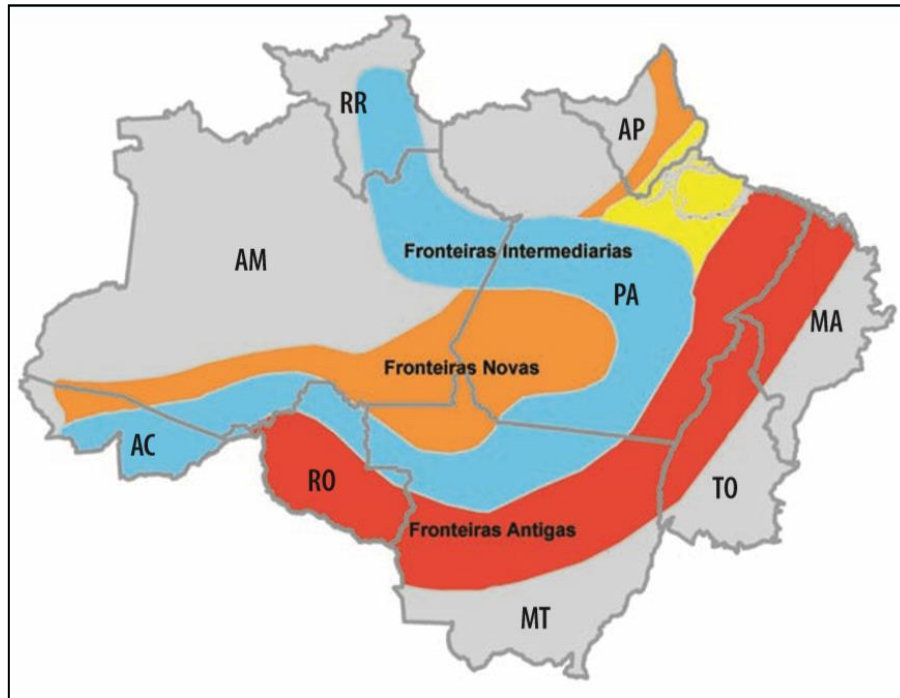 RR
AP
AM
Fronteiras Intermediarias
PA
MA
Fronteiras Novas
AC
RO
TO
Fronteiras Antigas
MT